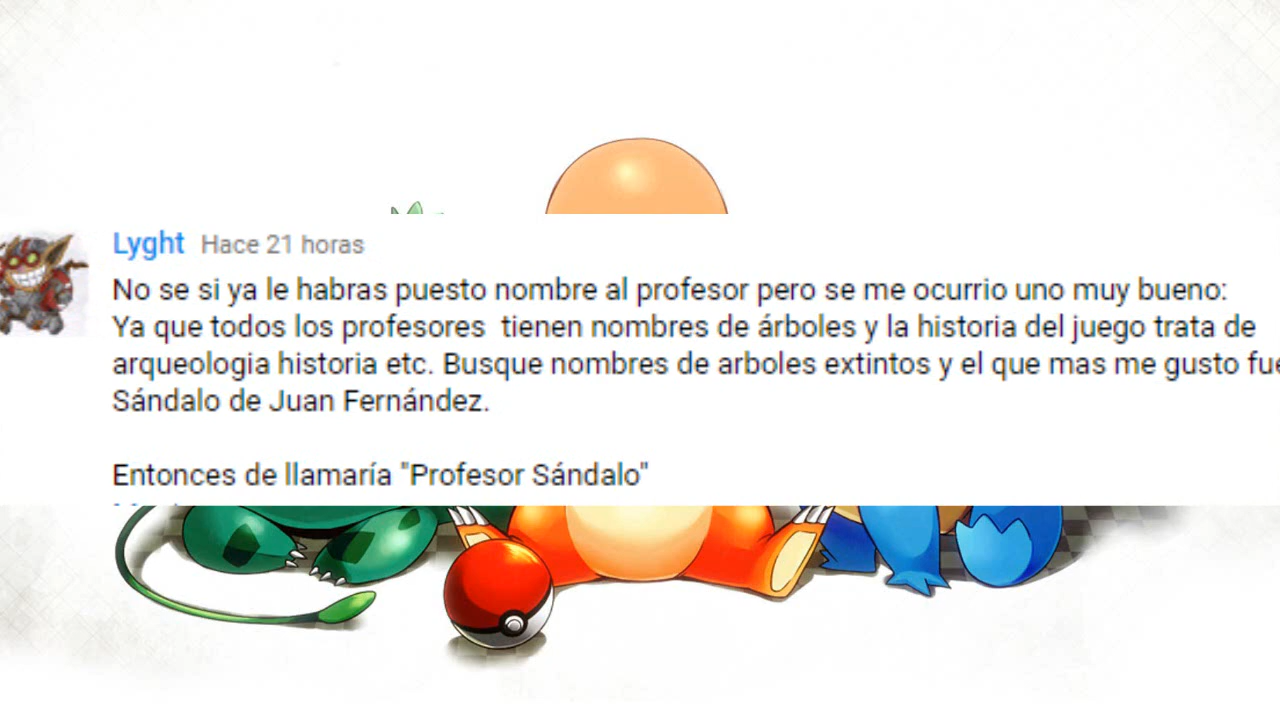 Lyght Hace 21 horas
No se si ya le habras puesto nombre al profesor pero se me ocurrio uno muy bueno:
Ya que todos los profesores  tienen nombres de árboles y la historia del juego trata de
arqueologia historia etc. Busque nombres de arboles extintos y el que mas me gusto
Sándalo de Juan Fernández.
Entonces de llamaría "Profesor Sándalo"